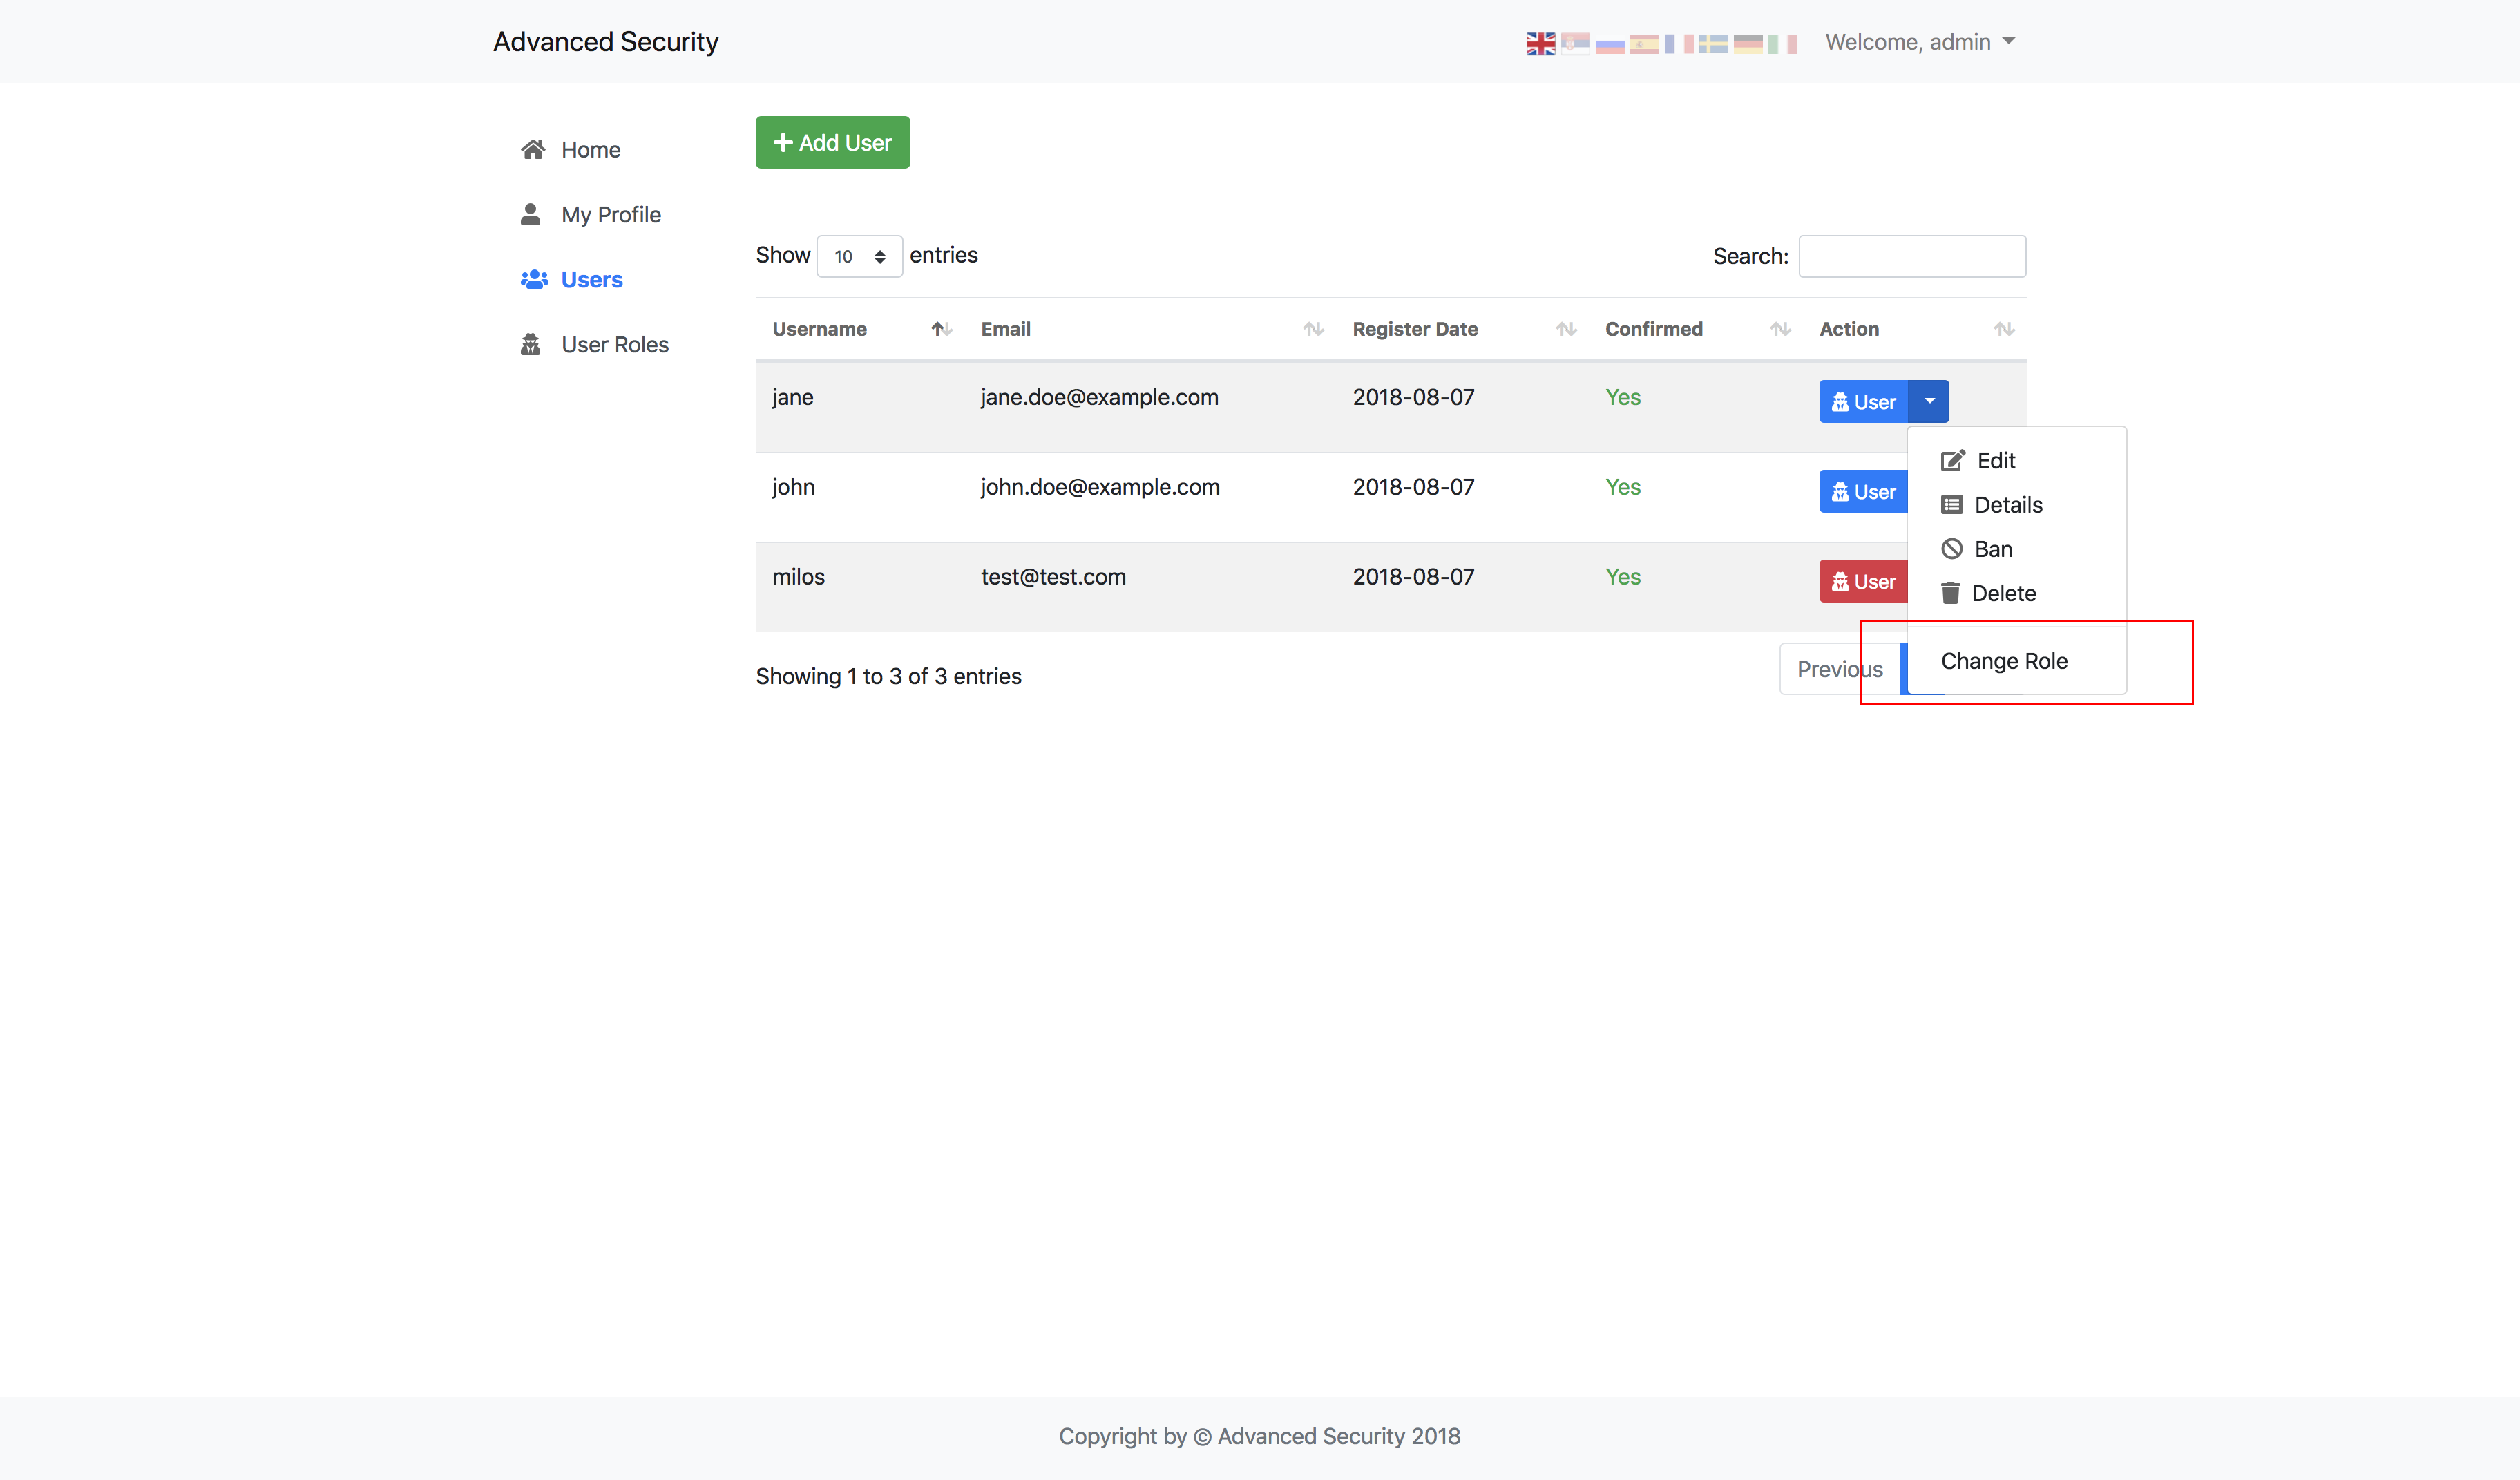 Advanced Security
Welcome, admin
Home
My Profile
Users
User Roles
Add User
Show 10 entries
Search:
Username Email Register Date Confirmed Action
jane jane.doe@example.com 2018-08-07 Yes User
john john.doe@example.com 2018-08-07 Yes User
milos test@test.com 2018-08-07 Yes User
Edit
Details
Ban
Delete
Change Role
Showing 1 to 3 of 3 entries
Previous
Copyright by © Advanced Security 2018